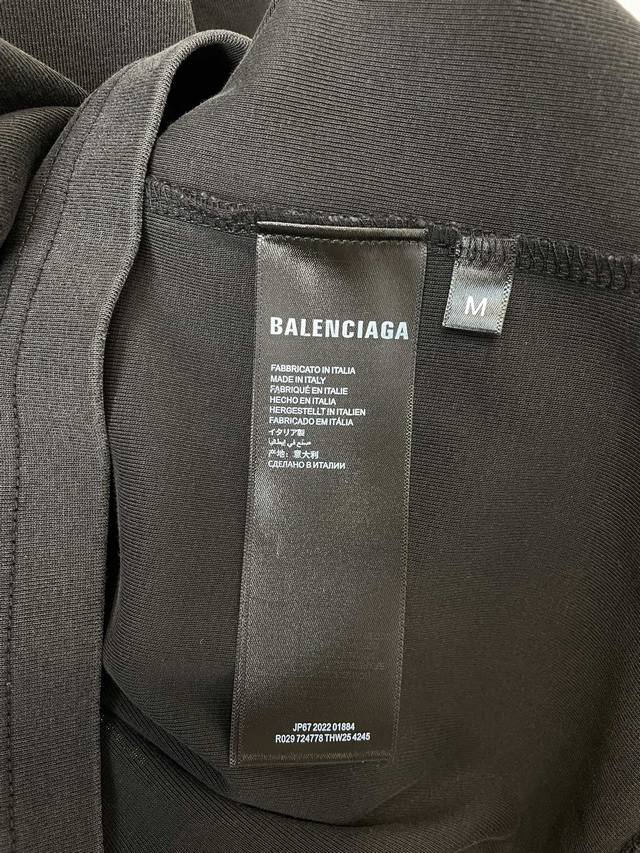 BALENCIAGA
M
FABBRICATO IN ITALIA
MADE IN ITALY
FABRIQUÉ EN ITALIE
HECHO EN ITALIA
HERGESTELLT IN ITALIEN
FABRICADO EM ITÁLIA
イタリア製
صنع في إيطاليا
产地：意大利
СДЕЛАНО В ИТАЛИИ
JP67 2022 01884
R029 724778 THW25 4245